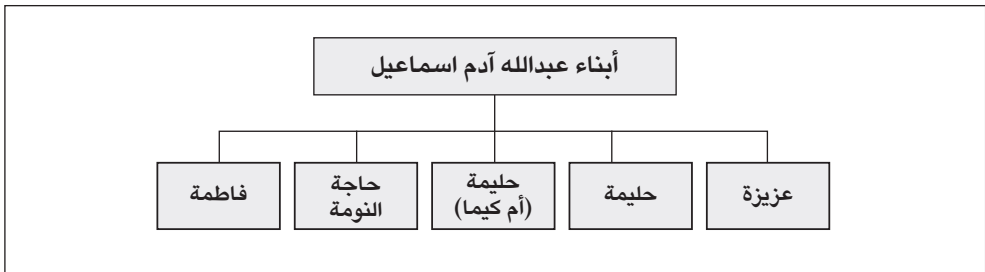 أبناء عبدالله آدم اسماعيل
عزيزة
حليمة
حليمة
(أم كيما)
حاجة
النومة
فاطمة